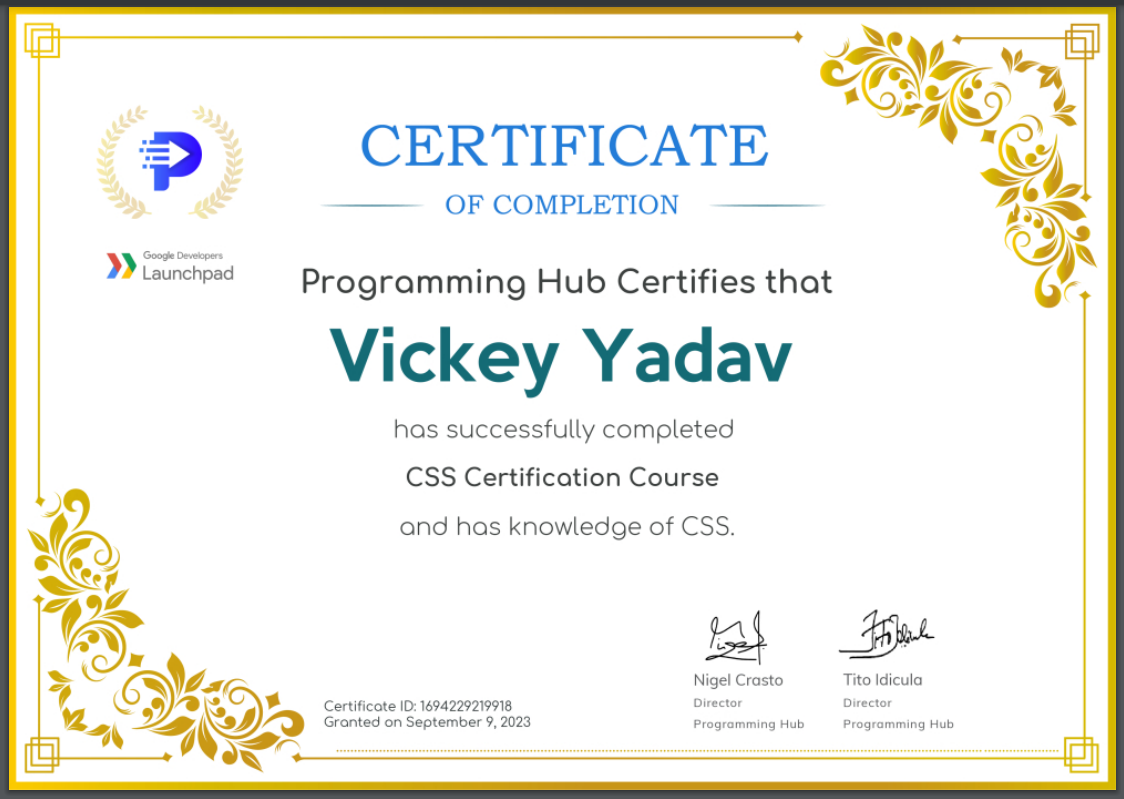 CERTIFICATE
OF COMPLETION
Google Developers
Launchpad
Programming Hub Certifies that
Vickey Yadav
has successfully completed
CSS Certification Course
and has knowledge of CSS.
Nigel Crasto
Director
Programming Hub
Tito Idicula
Director
Programming Hub
Certificate ID: 1694229219918
Granted on September 9, 2023